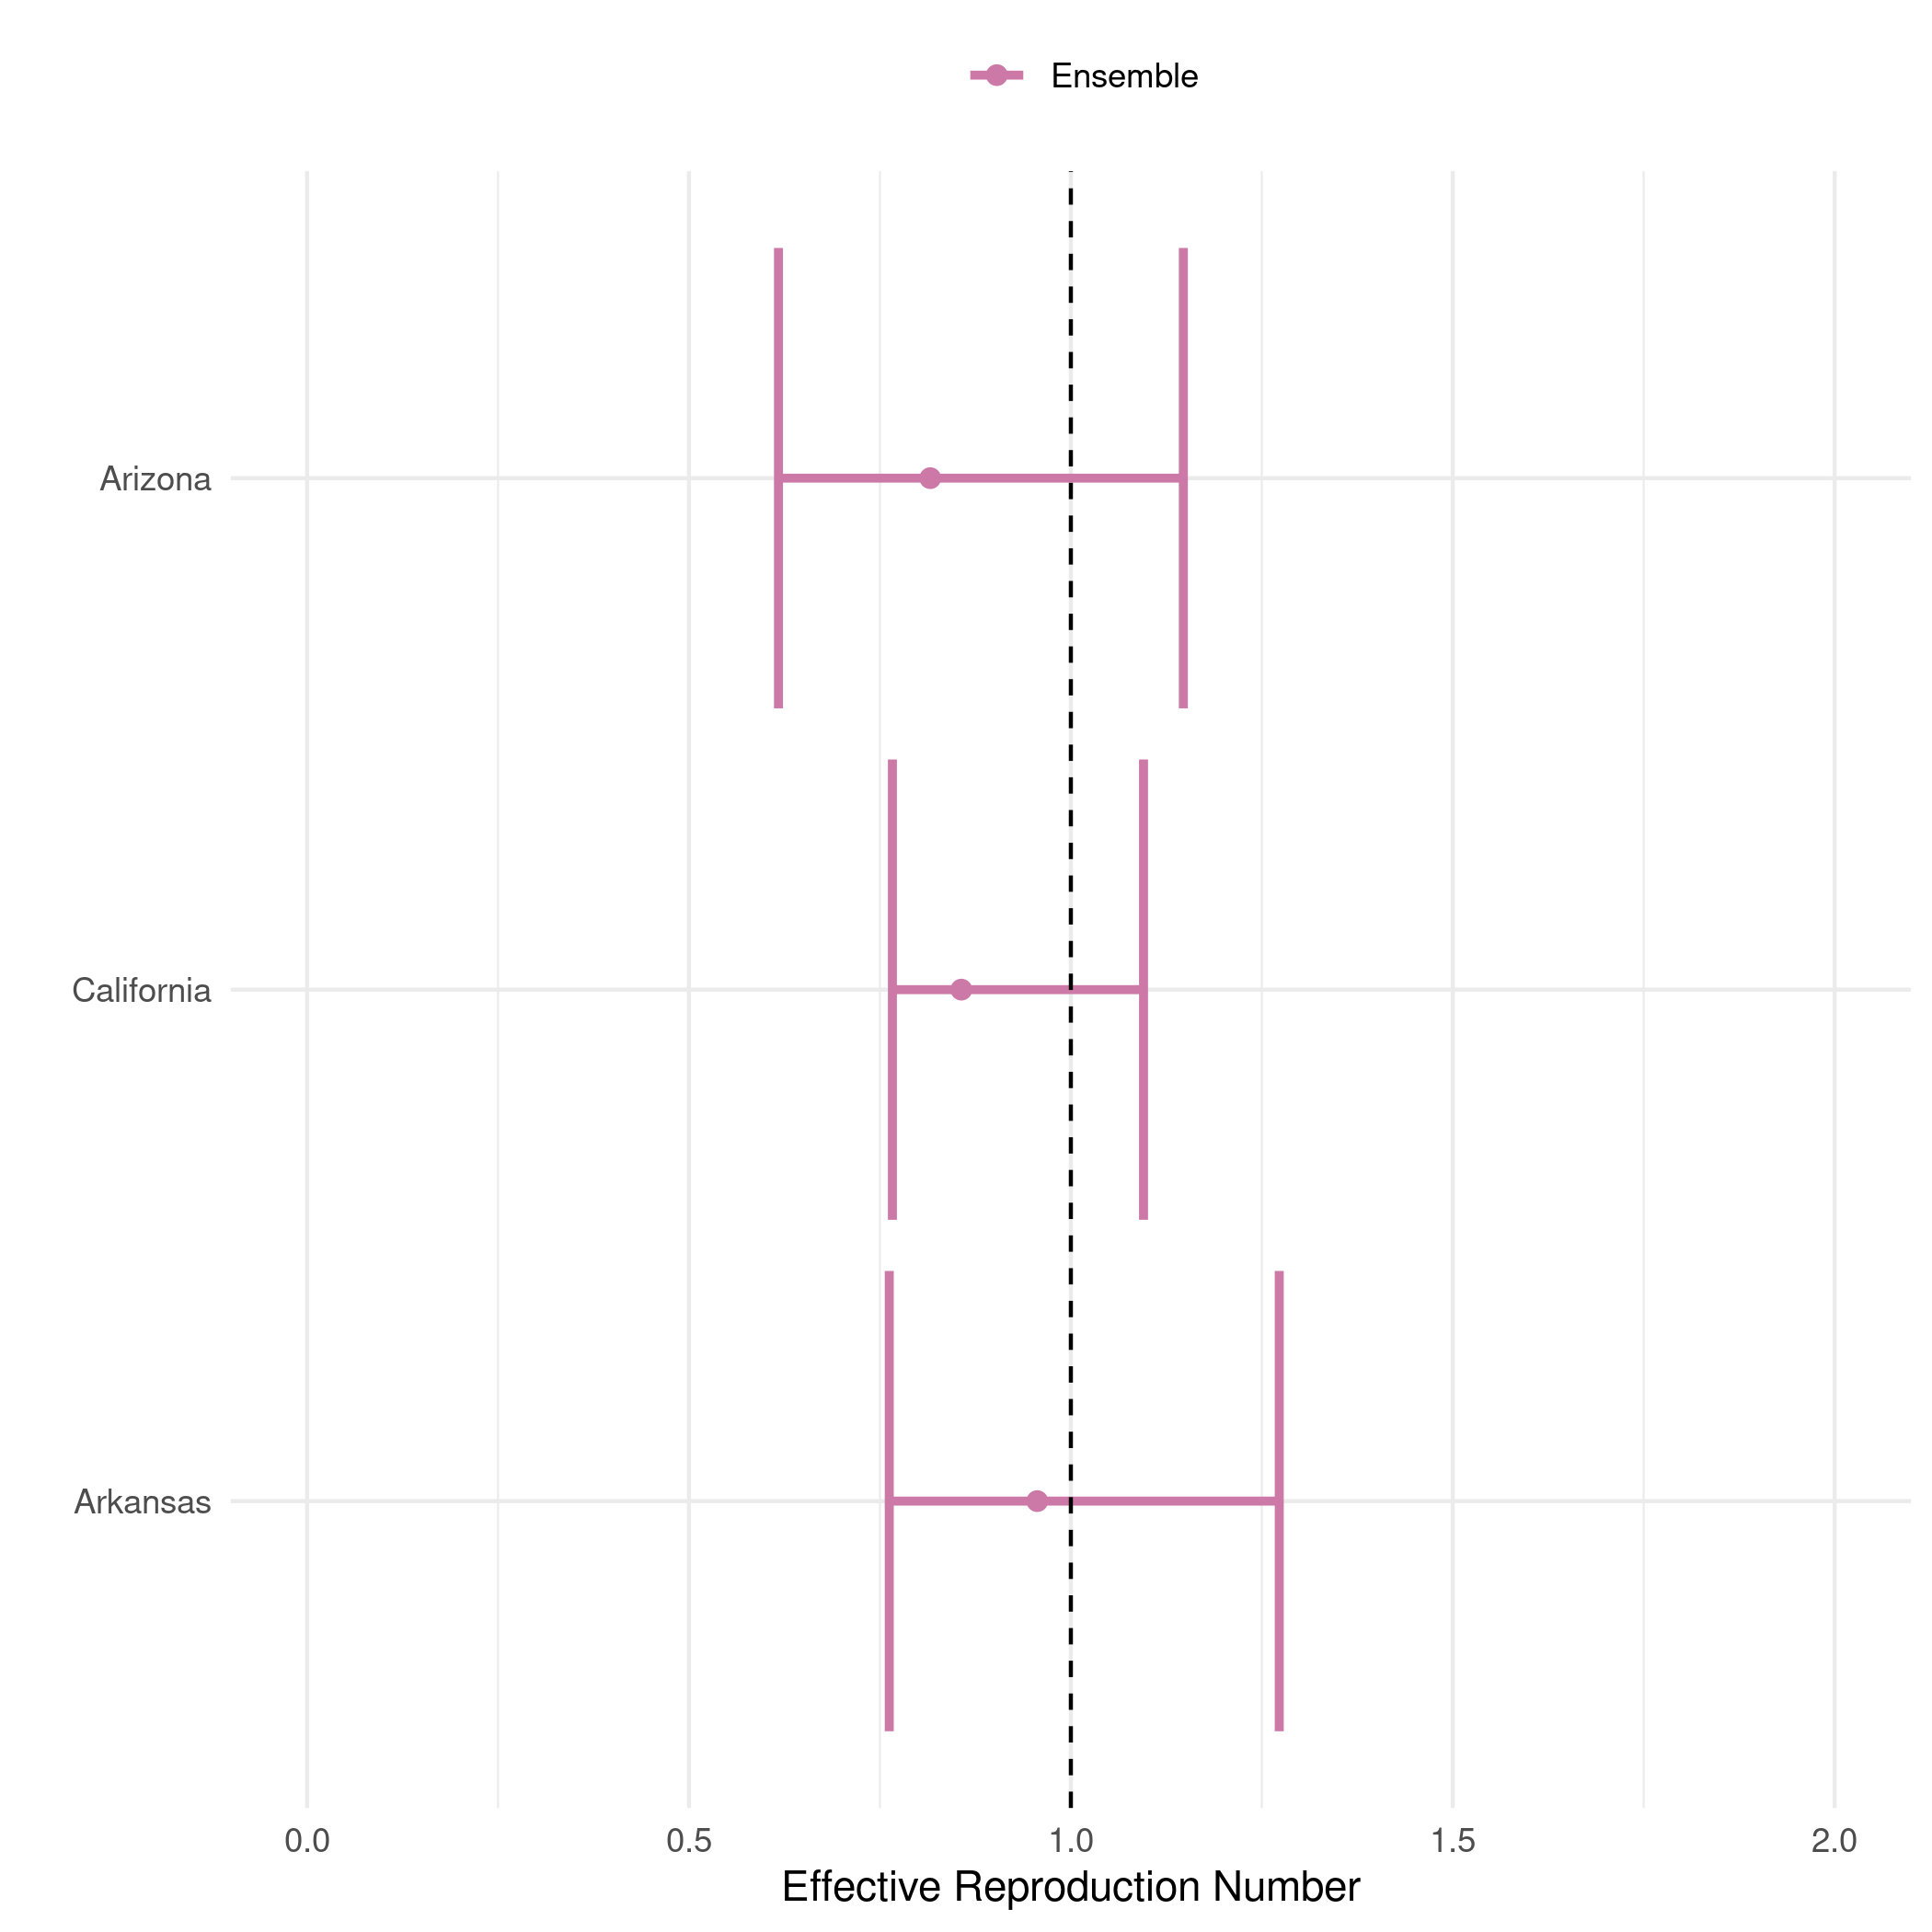 Ensemble
Arizona
California
Arkansas
0.0 0.5 1.0 1.5 2.0
Effective Reproduction Number